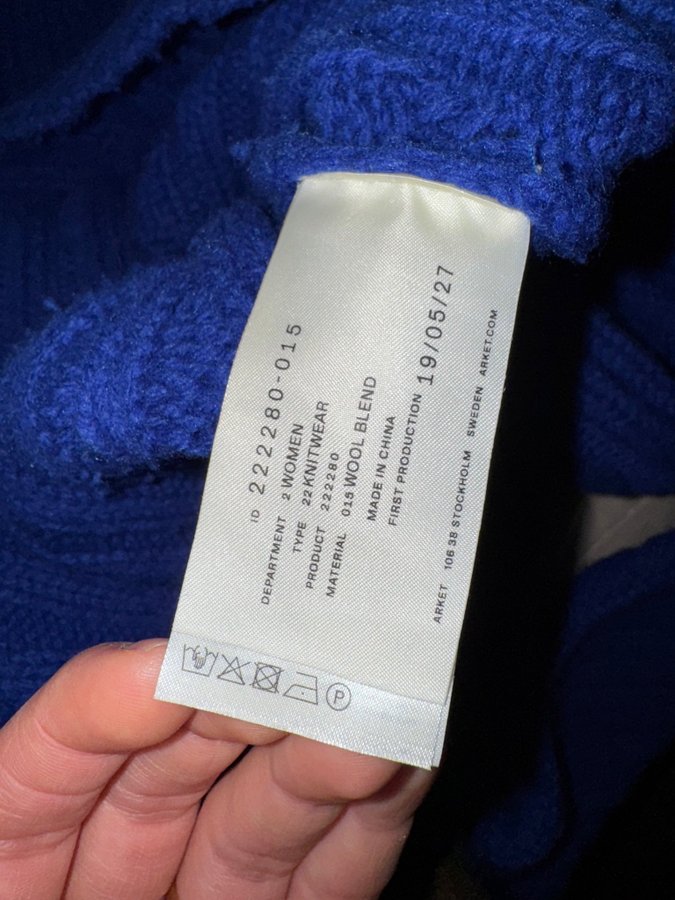 ID 222280-015
DEPARTMENT 2 WOMEN
TYPE 22 KNITWEAR
PRODUCT 222280
MATERIAL 015 WOOL BLEND
MADE IN CHINA
FIRST PRODUCTION 19/05/27
ARKET 106 38 STOCKHOLM SWEDEN ARKET.COM
P